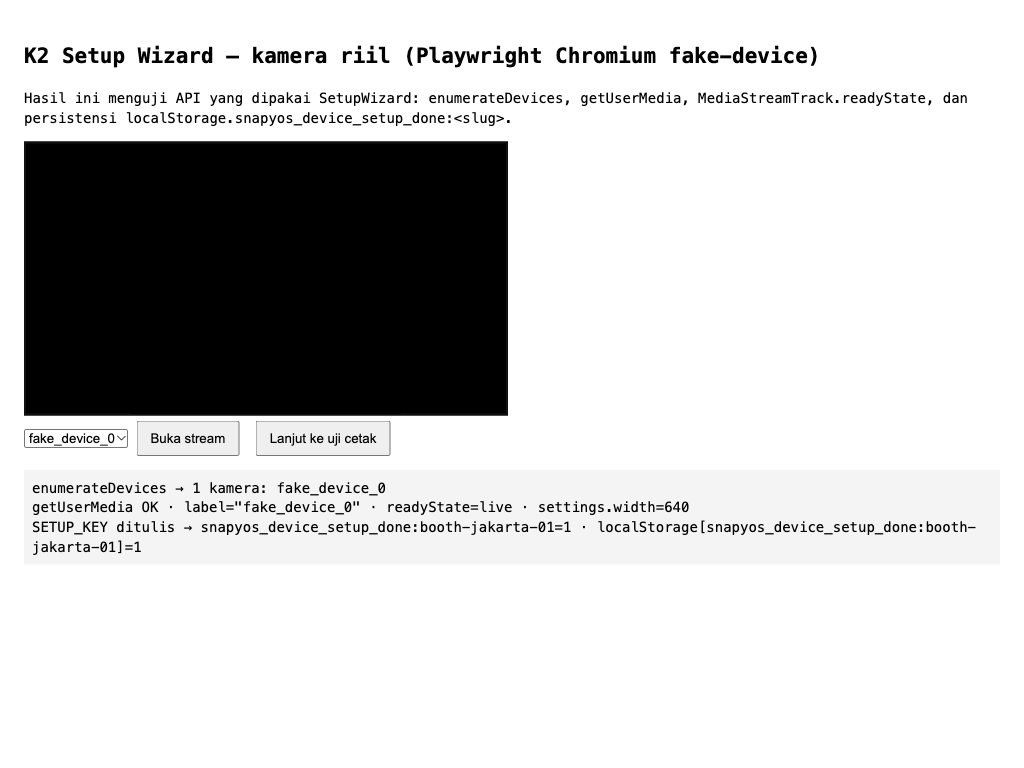 K2 Setup Wizard — kamera riil (Playwright Chromium fake-device)
Hasil ini menguji API yang dipakai SetupWizard: enumerateDevices, getUserMedia, MediaStreamTrack.readyState, dan
persistensi localStorage.snapyos_device_setup_done:<slug>.
fake_device_0 Buka stream Lanjut ke uji cetak
enumerateDevices → 1 kamera: fake_device_0
getUserMedia OK · label="fake_device_0" · readyState=live · settings.width=640
SETUP_KEY ditulis → snapyos_device_setup_done:booth-jakarta-01=1 · localStorage[snapyos_device_setup_done:booth-
jakarta-01]=1